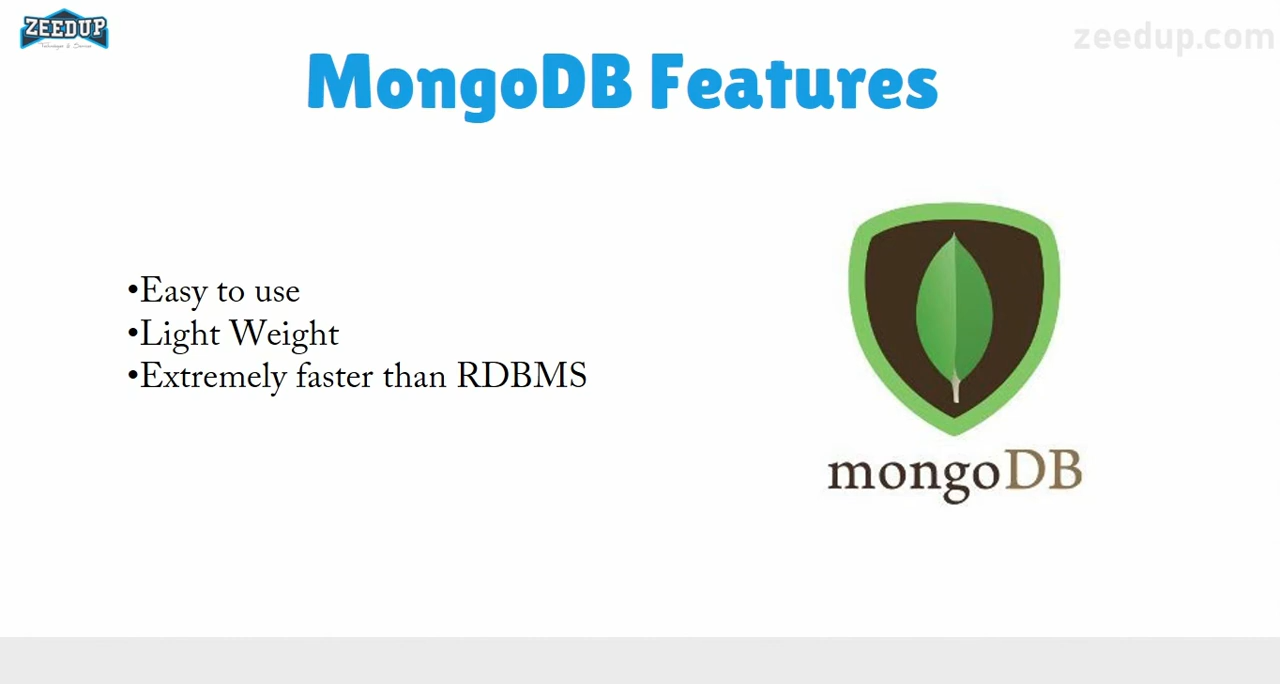 ZEEDUP
zeedup.com
MongoDB Features
•Easy to use
•Light Weight
•Extremely faster than RDBMS
mongoDB